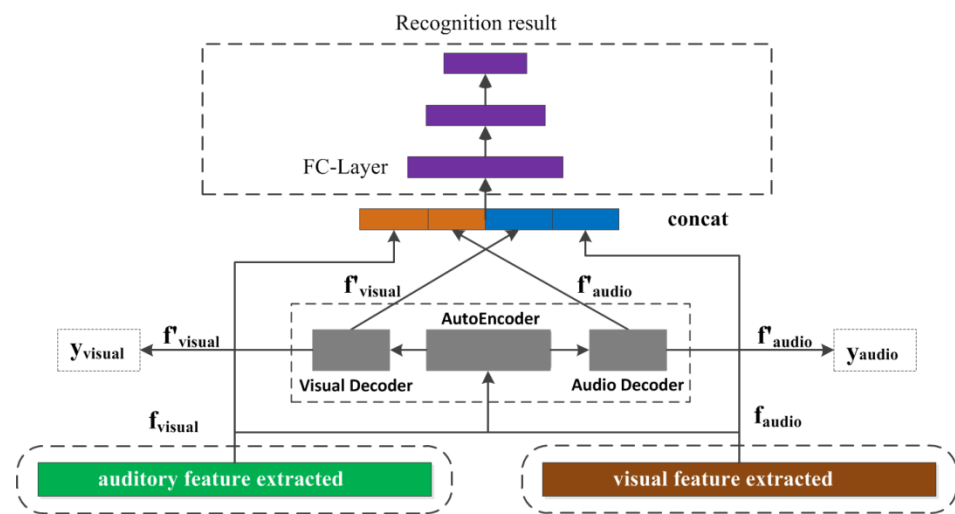 Recognition result
FC-Layer
concat
f'visual
f'audio
AutoEncoder
yvisual
f'visual
f'audio
yaudio
Visual Decoder
Audio Decoder
fvisual
faudio
auditory feature extracted
visual feature extracted